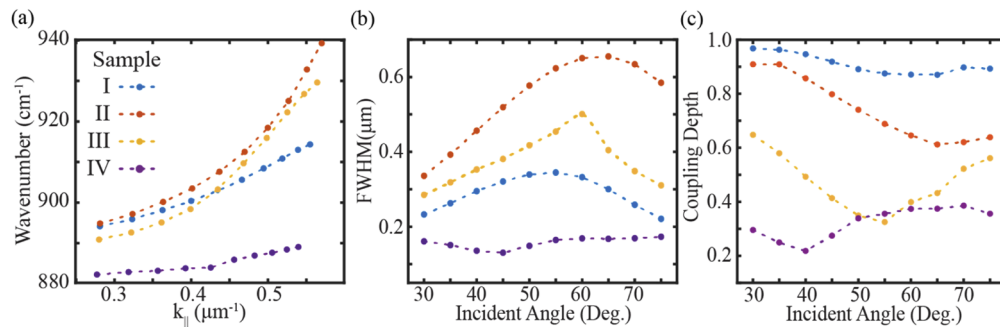 (a)
940
920
900
880
Wavenumber (cm⁻¹)
Sample
I
II
III
IV
0.3
0.4
0.5
k∥ (μm⁻¹)
(b)
0.6
0.4
0.2
FWHM(μm)
30 40 50 60 70
Incident Angle (Deg.)
(c)
1.0
0.8
0.6
0.4
0.2
Coupling Depth
30 40 50 60 70
Incident Angle (Deg.)